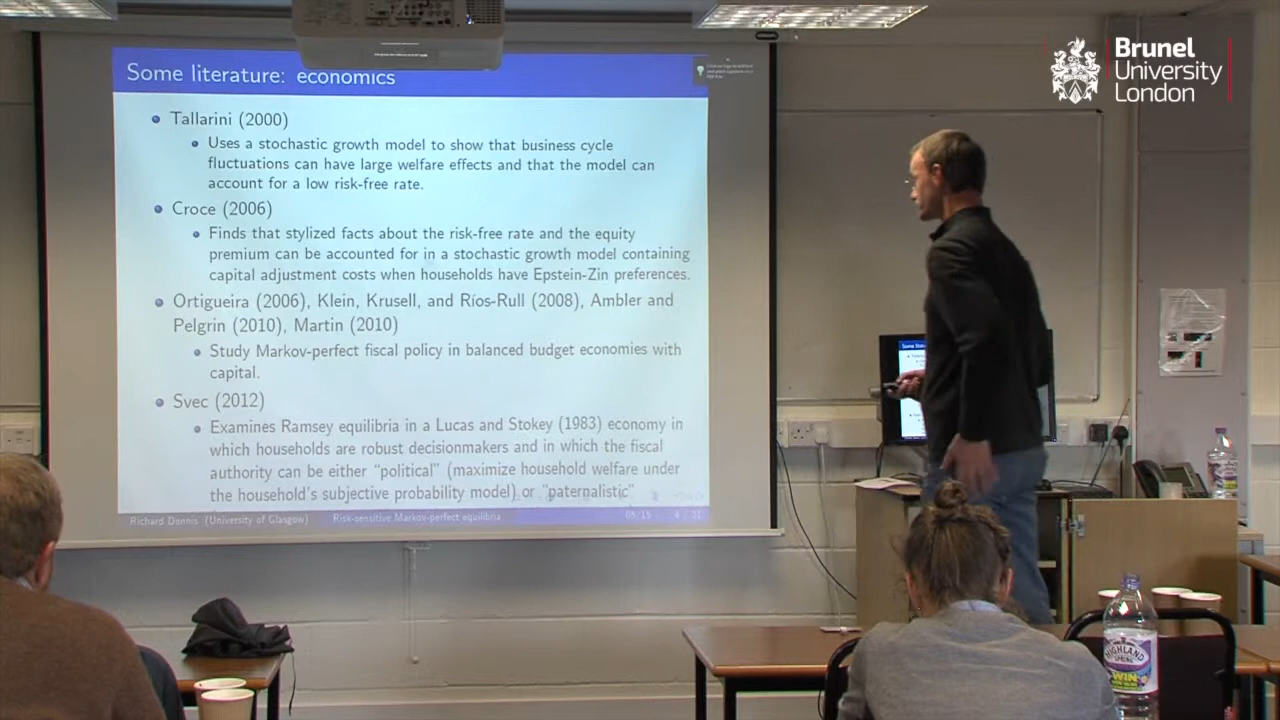 Some literature: economics
Tallarini (2000)
Uses a stochastic growth model to show that business cycle
fluctuations can have large welfare effects and that the model can
account for a low risk-free rate.
Croce (2006)
Finds that stylized facts about the risk-free rate and the equity
premium can be accounted for in a stochastic growth model containing
capital adjustment costs when households have Epstein-Zin preferences.
Ortigueira (2006), Klein, Krusell, and Ríos-Rull (2008), Ambler and
Pelgrin (2010), Martin (2010)
Study Markov-perfect fiscal policy in balanced budget economies with
capital.
Svec (2012)
Examines Ramsey equilibria in a Lucas and Stokey (1983) economy in
which households are robust decisionmakers and in which the fiscal
authority can be either “political” (maximize household welfare under
the household's subjective probability model) or “paternalistic”
Richard Dennis (University of Glasgow) Risk-sensitive Markov-perfect equilibria 05/15 4 / 31
Brunel
University
London
HIGHLAND
SPRING
WIN